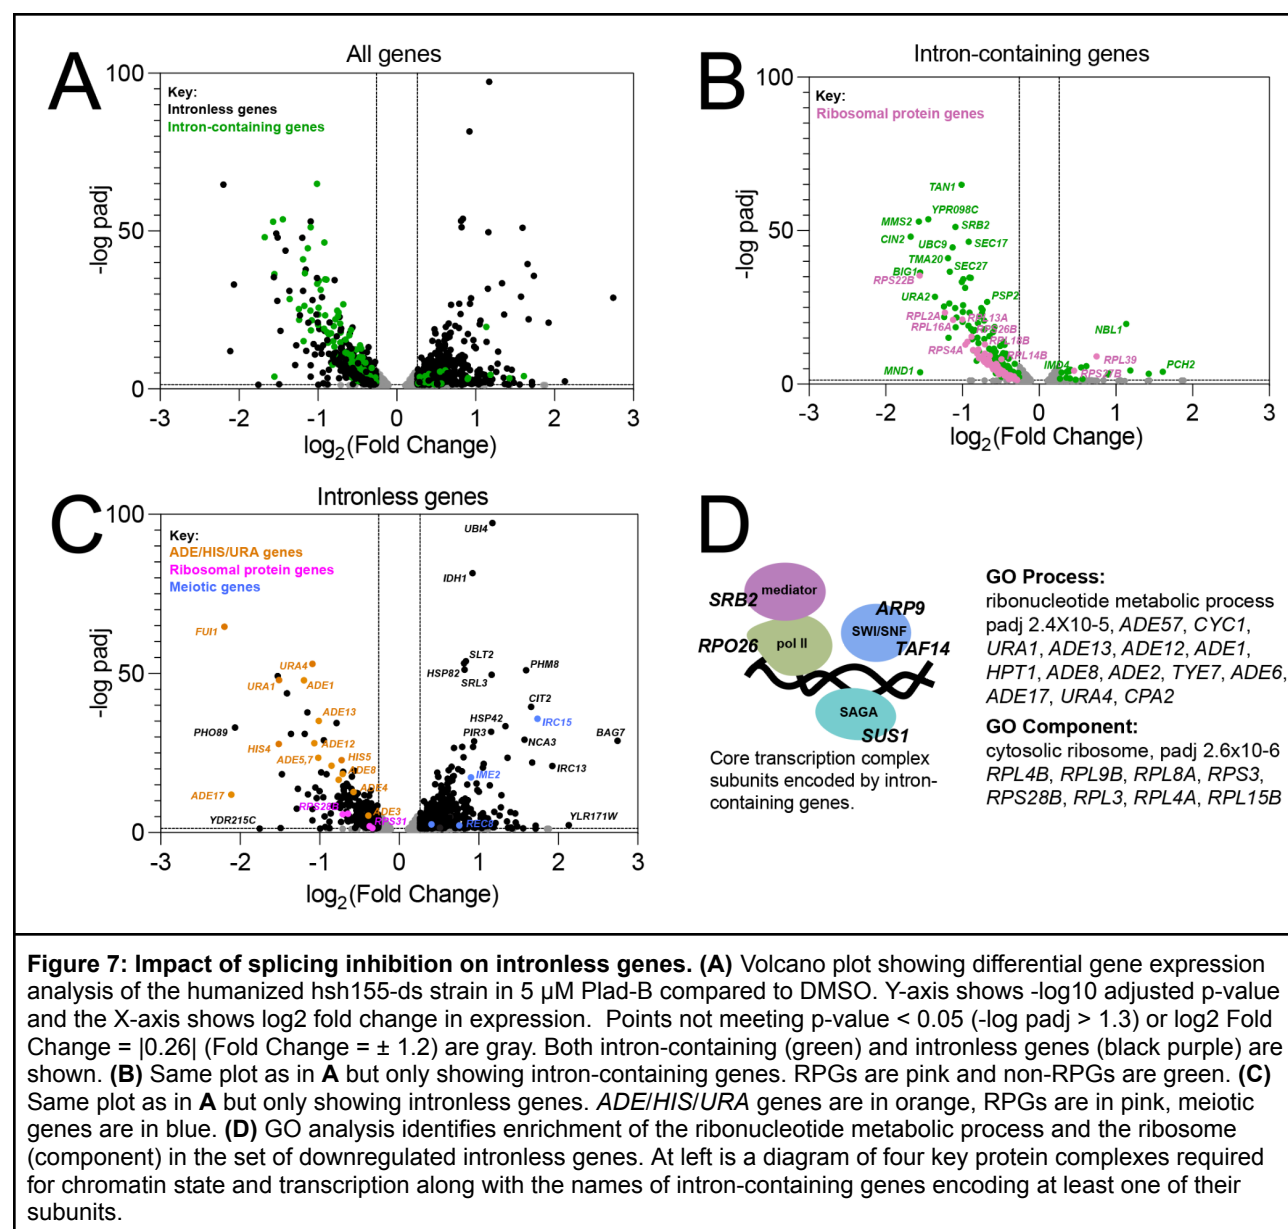 A
All genes
Key:
Intronless genes
Intron-containing genes
-log padj
100
50
0
-3 -2 -1 0 1 2 3
log2(Fold Change)
B
Intron-containing genes
Key:
Ribosomal protein genes
-log padj
100
50
0
TAN1
YPR098C
MMS2
SRB2
CIN2
UBC9
SEC17
TMA20
BIG1
SEC27
RPS22B
URA2
PSP2
RPL2A
RPL13A
RPL16A
RPS26B
RPL18B
RPS4A
RPL14B
MND1
NBL1
IMD4
RPL39
RPS27B
PCH2
-3 -2 -1 0 1 2 3
log2(Fold Change)
C
Intronless genes
Key:
ADE/HIS/URA genes
Ribosomal protein genes
Meiotic genes
-log padj
100
50
0
UBI4
IDH1
FUI1
URA4
URA1
ADE1
SLT2
HSP82
SRL3
PHM8
CIT2
ADE13
PHO89
HSP42
IRC15
HIS4
ADE12
PIR3
NCA3
BAG7
ADE5,7
HIS5
ADE8
IRC13
IME2
ADE17
ADE4
RPS28B
ADE3
YDR215C
RPS31
REC8
YLR171W
-3 -2 -1 0 1 2 3
log2(Fold Change)
D
SRB2
mediator
RPO26
pol II
ARP9
SWI/SNF
TAF14
SAGA
SUS1
Core transcription complex
subunits encoded by intron-
containing genes.
GO Process:
ribonucleotide metabolic process
padj 2.4X10-5, ADE57, CYC1,
URA1, ADE13, ADE12, ADE1,
HPT1, ADE8, ADE2, TYE7, ADE6,
ADE17, URA4, CPA2
GO Component:
cytosolic ribosome, padj 2.6x10-6
RPL4B, RPL9B, RPL8A, RPS3,
RPS28B, RPL3, RPL4A, RPL15B
Figure 7: Impact of splicing inhibition on intronless genes. (A) Volcano plot showing differential gene expression
analysis of the humanized hsh155-ds strain in 5 µM Plad-B compared to DMSO. Y-axis shows -log10 adjusted p-value
and the X-axis shows log2 fold change in expression.  Points not meeting p-value < 0.05 (-log padj > 1.3) or log2 Fold
Change = |0.26| (Fold Change = ± 1.2) are gray. Both intron-containing (green) and intronless genes (black purple) are
shown. (B) Same plot as in A but only showing intron-containing genes. RPGs are pink and non-RPGs are green. (C)
Same plot as in A but only showing intronless genes. ADE/HIS/URA genes are in orange, RPGs are in pink, meiotic
genes are in blue. (D) GO analysis identifies enrichment of the ribonucleotide metabolic process and the ribosome
(component) in the set of downregulated intronless genes. At left is a diagram of four key protein complexes required
for chromatin state and transcription along with the names of intron-containing genes encoding at least one of their
subunits.